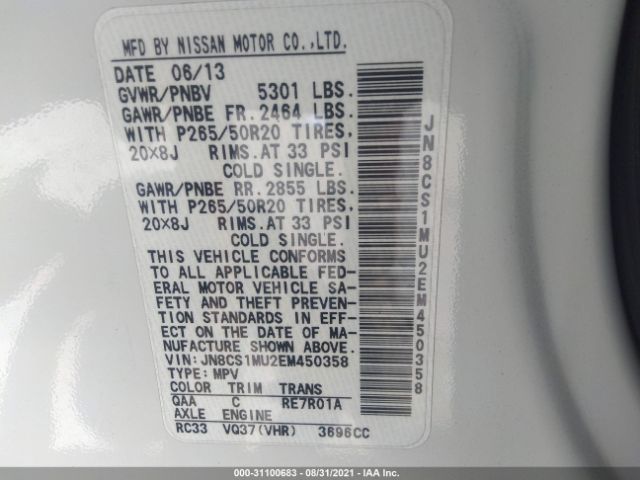 MFD BY NISSAN MOTOR CO.,LTD.
DATE 06/13
GVWR/PNBV 5301 LBS.
GAWR/PNBE FR. 2464 LBS.
WITH P265/50R20 TIRES,
20X8J RIMS.AT 33 PSI
COLD SINGLE.
GAWR/PNBE RR. 2855 LBS.
WITH P265/50R20 TIRES,
20X8J RIMS.AT 33 PSI
COLD SINGLE.
THIS VEHICLE CONFORMS
TO ALL APPLICABLE FED-
ERAL MOTOR VEHICLE SA-
FETY AND THEFT PREVEN-
TION STANDARDS IN EFF-
ECT ON THE DATE OF MA-
NUFACTURE SHOWN ABOVE.
VIN:JN8CS1MU2EM450358
TYPE:MPV
COLOR TRIM TRANS
QAA C RE7R01A
AXLE ENGINE
RC33 VQ37(VHR) 3696CC
JN8CS1MU2EM450358
000-31100683 - 08/31/2021 - IAA Inc.